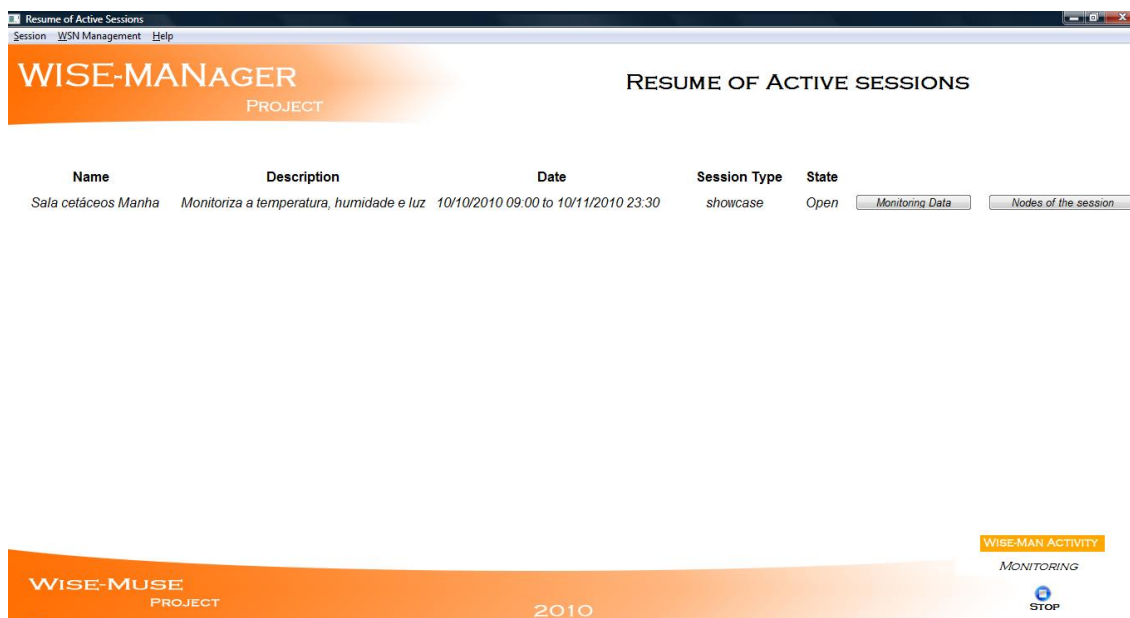 Resume of Active Sessions
Session WSN Management Help
WISE-MANAGER
PROJECT
RESUME OF ACTIVE SESSIONS
Name Description Date Session Type State
Sala cetáceos Manha Monitoriza a temperatura, humidade e luz 10/10/2010 09:00 to 10/11/2010 23:30 showcase Open Monitoring Data Nodes of the session
WISE-MAN ACTIVITY
MONITORING
STOP
WISE-MUSE
PROJECT
2010